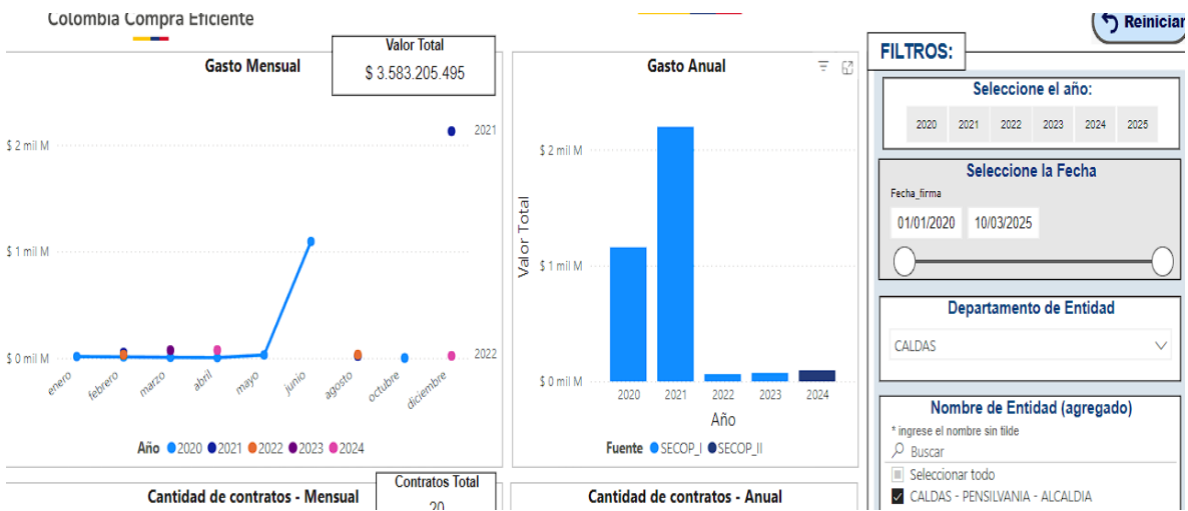 Colombia Compra Eficiente
Reiniciar
Valor Total
$ 3.583.205.495
Gasto Mensual
$ 2 mil M
$ 1 mil M
$ 0 mil M
2021
2022
enero
febrero
marzo
abril
mayo
junio
agosto
octubre
diciembre
Año 2020 2021 2022 2023 2024
Gasto Anual
Valor Total
$ 2 mil M
$ 1 mil M
$ 0 mil M
2020 2021 2022 2023 2024
Año
Fuente SECOP_I SECOP_II
FILTROS:
Seleccione el año:
2020 2021 2022 2023 2024 2025
Seleccione la Fecha
Fecha_firma
01/01/2020 10/03/2025
Departamento de Entidad
CALDAS
Nombre de Entidad (agregado)
* ingrese el nombre sin tilde
Buscar
Seleccionar todo
CALDAS - PENSILVANIA - ALCALDIA
Cantidad de contratos - Mensual
Contratos Total
20
Cantidad de contratos - Anual